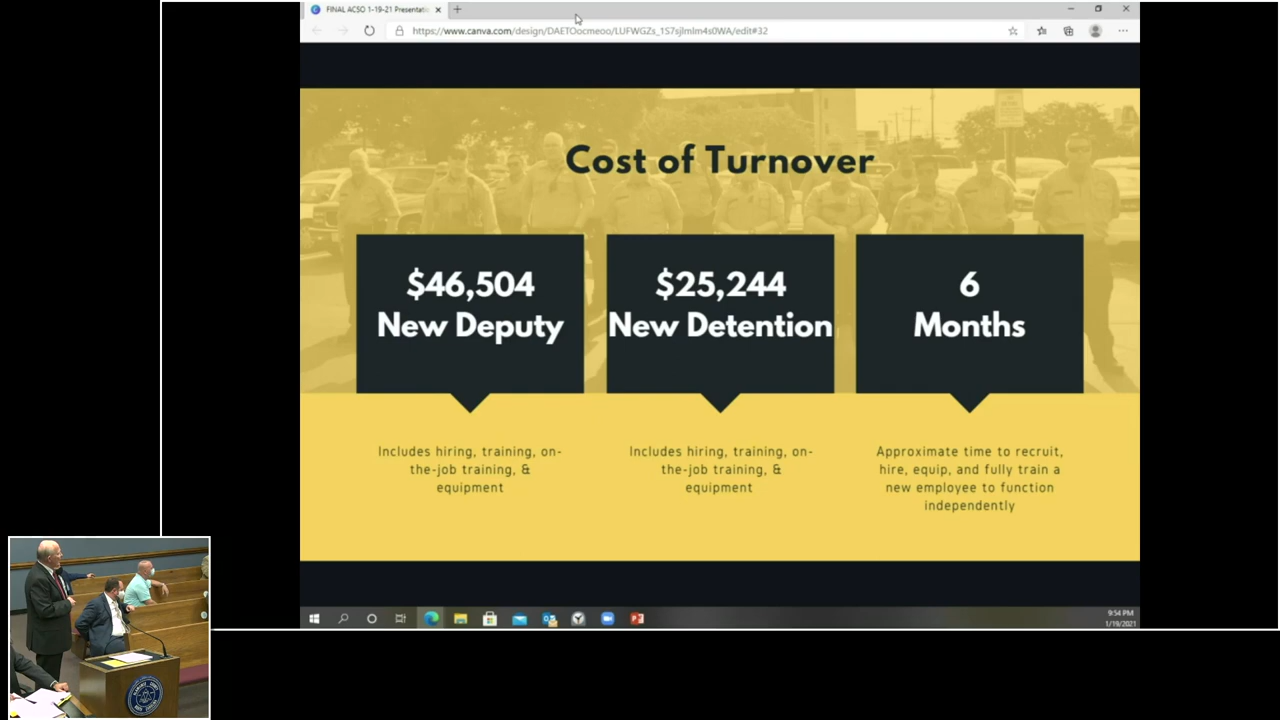 FINAL ACSO 1-19-21 Presentatio
https://www.canva.com/design/DAETOocmeoo/LUFWGZs_1S7sjlmlm4s0WA/edit#32
Cost of Turnover
$46,504
New Deputy
$25,244
New Detention
6
Months
Includes hiring, training, on-
the-job training, &
equipment
Includes hiring, training, on-
the-job training, &
equipment
Approximate time to recruit,
hire, equip, and fully train a
new employee to function
independently
9:54 PM
1/19/2021